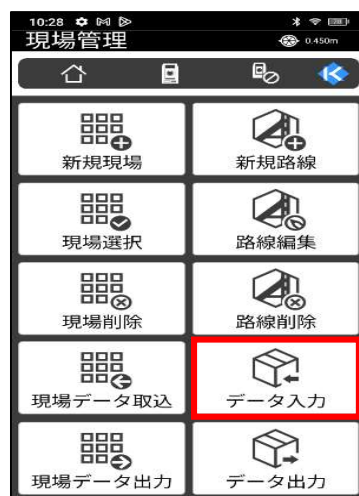 10:28
現場管理
0.450m
新規現場 新規路線
現場選択 路線編集
現場削除 路線削除
現場データ取込 データ入力
現場データ出力 データ出力